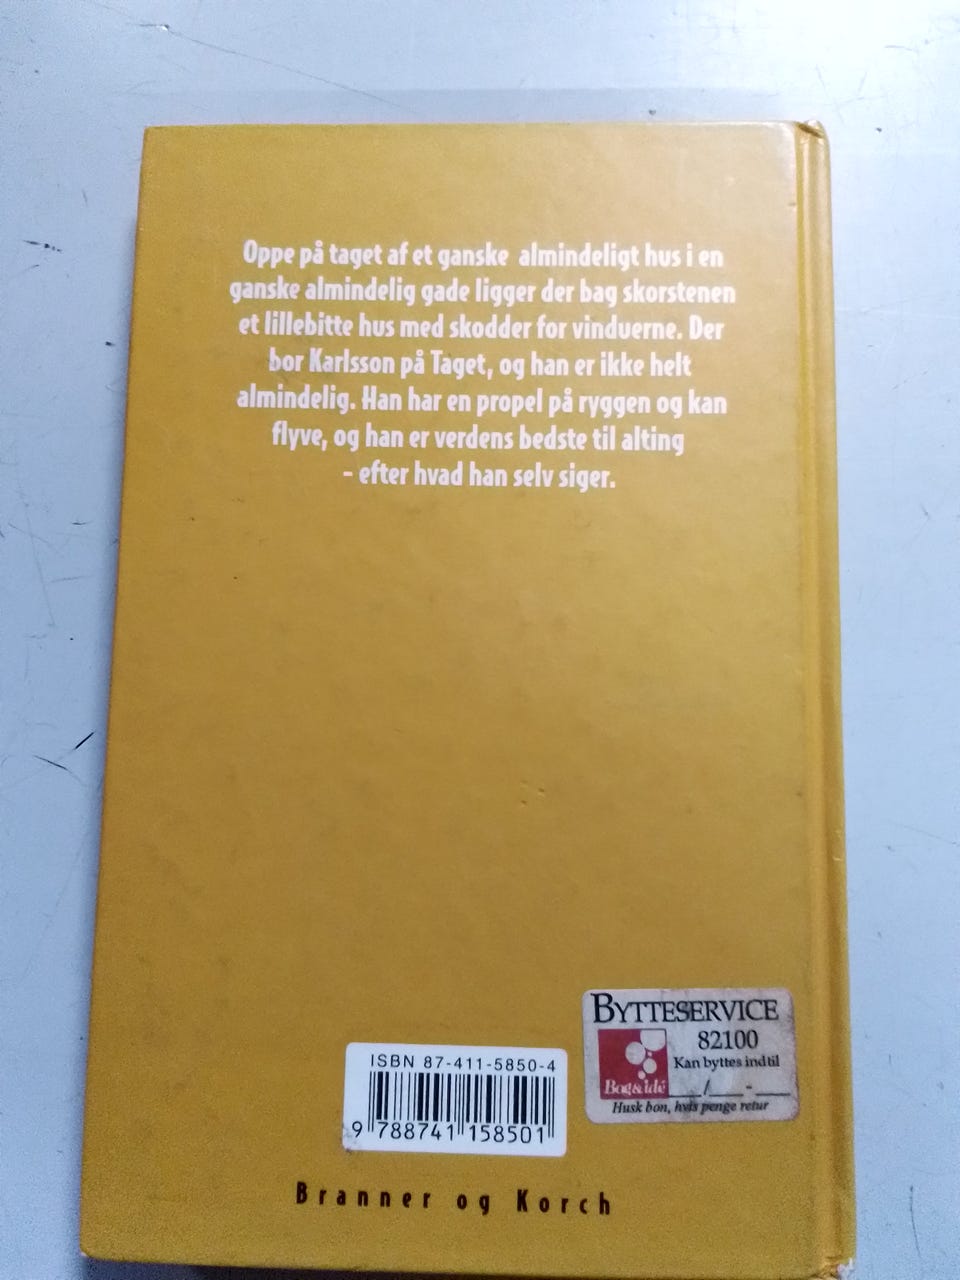 Oppe på taget af et ganske almindeligt hus i en
ganske almindelig gade ligger der bag skorstenen
et lillebitte hus med skodder for vinduerne. Der
bor Karlsson på Taget, og han er ikke helt
almindelig. Han har en propel på ryggen og kan
flyve, og han er verdens bedste til alting
- efter hvad han selv siger.
BYTTESERVICE
82100
Kan byttes indtil
Bog&idé
__/___-___
Husk bon, hvis penge retur
ISBN 87-411-5850-4
9 788741 158501
Branner og Korch